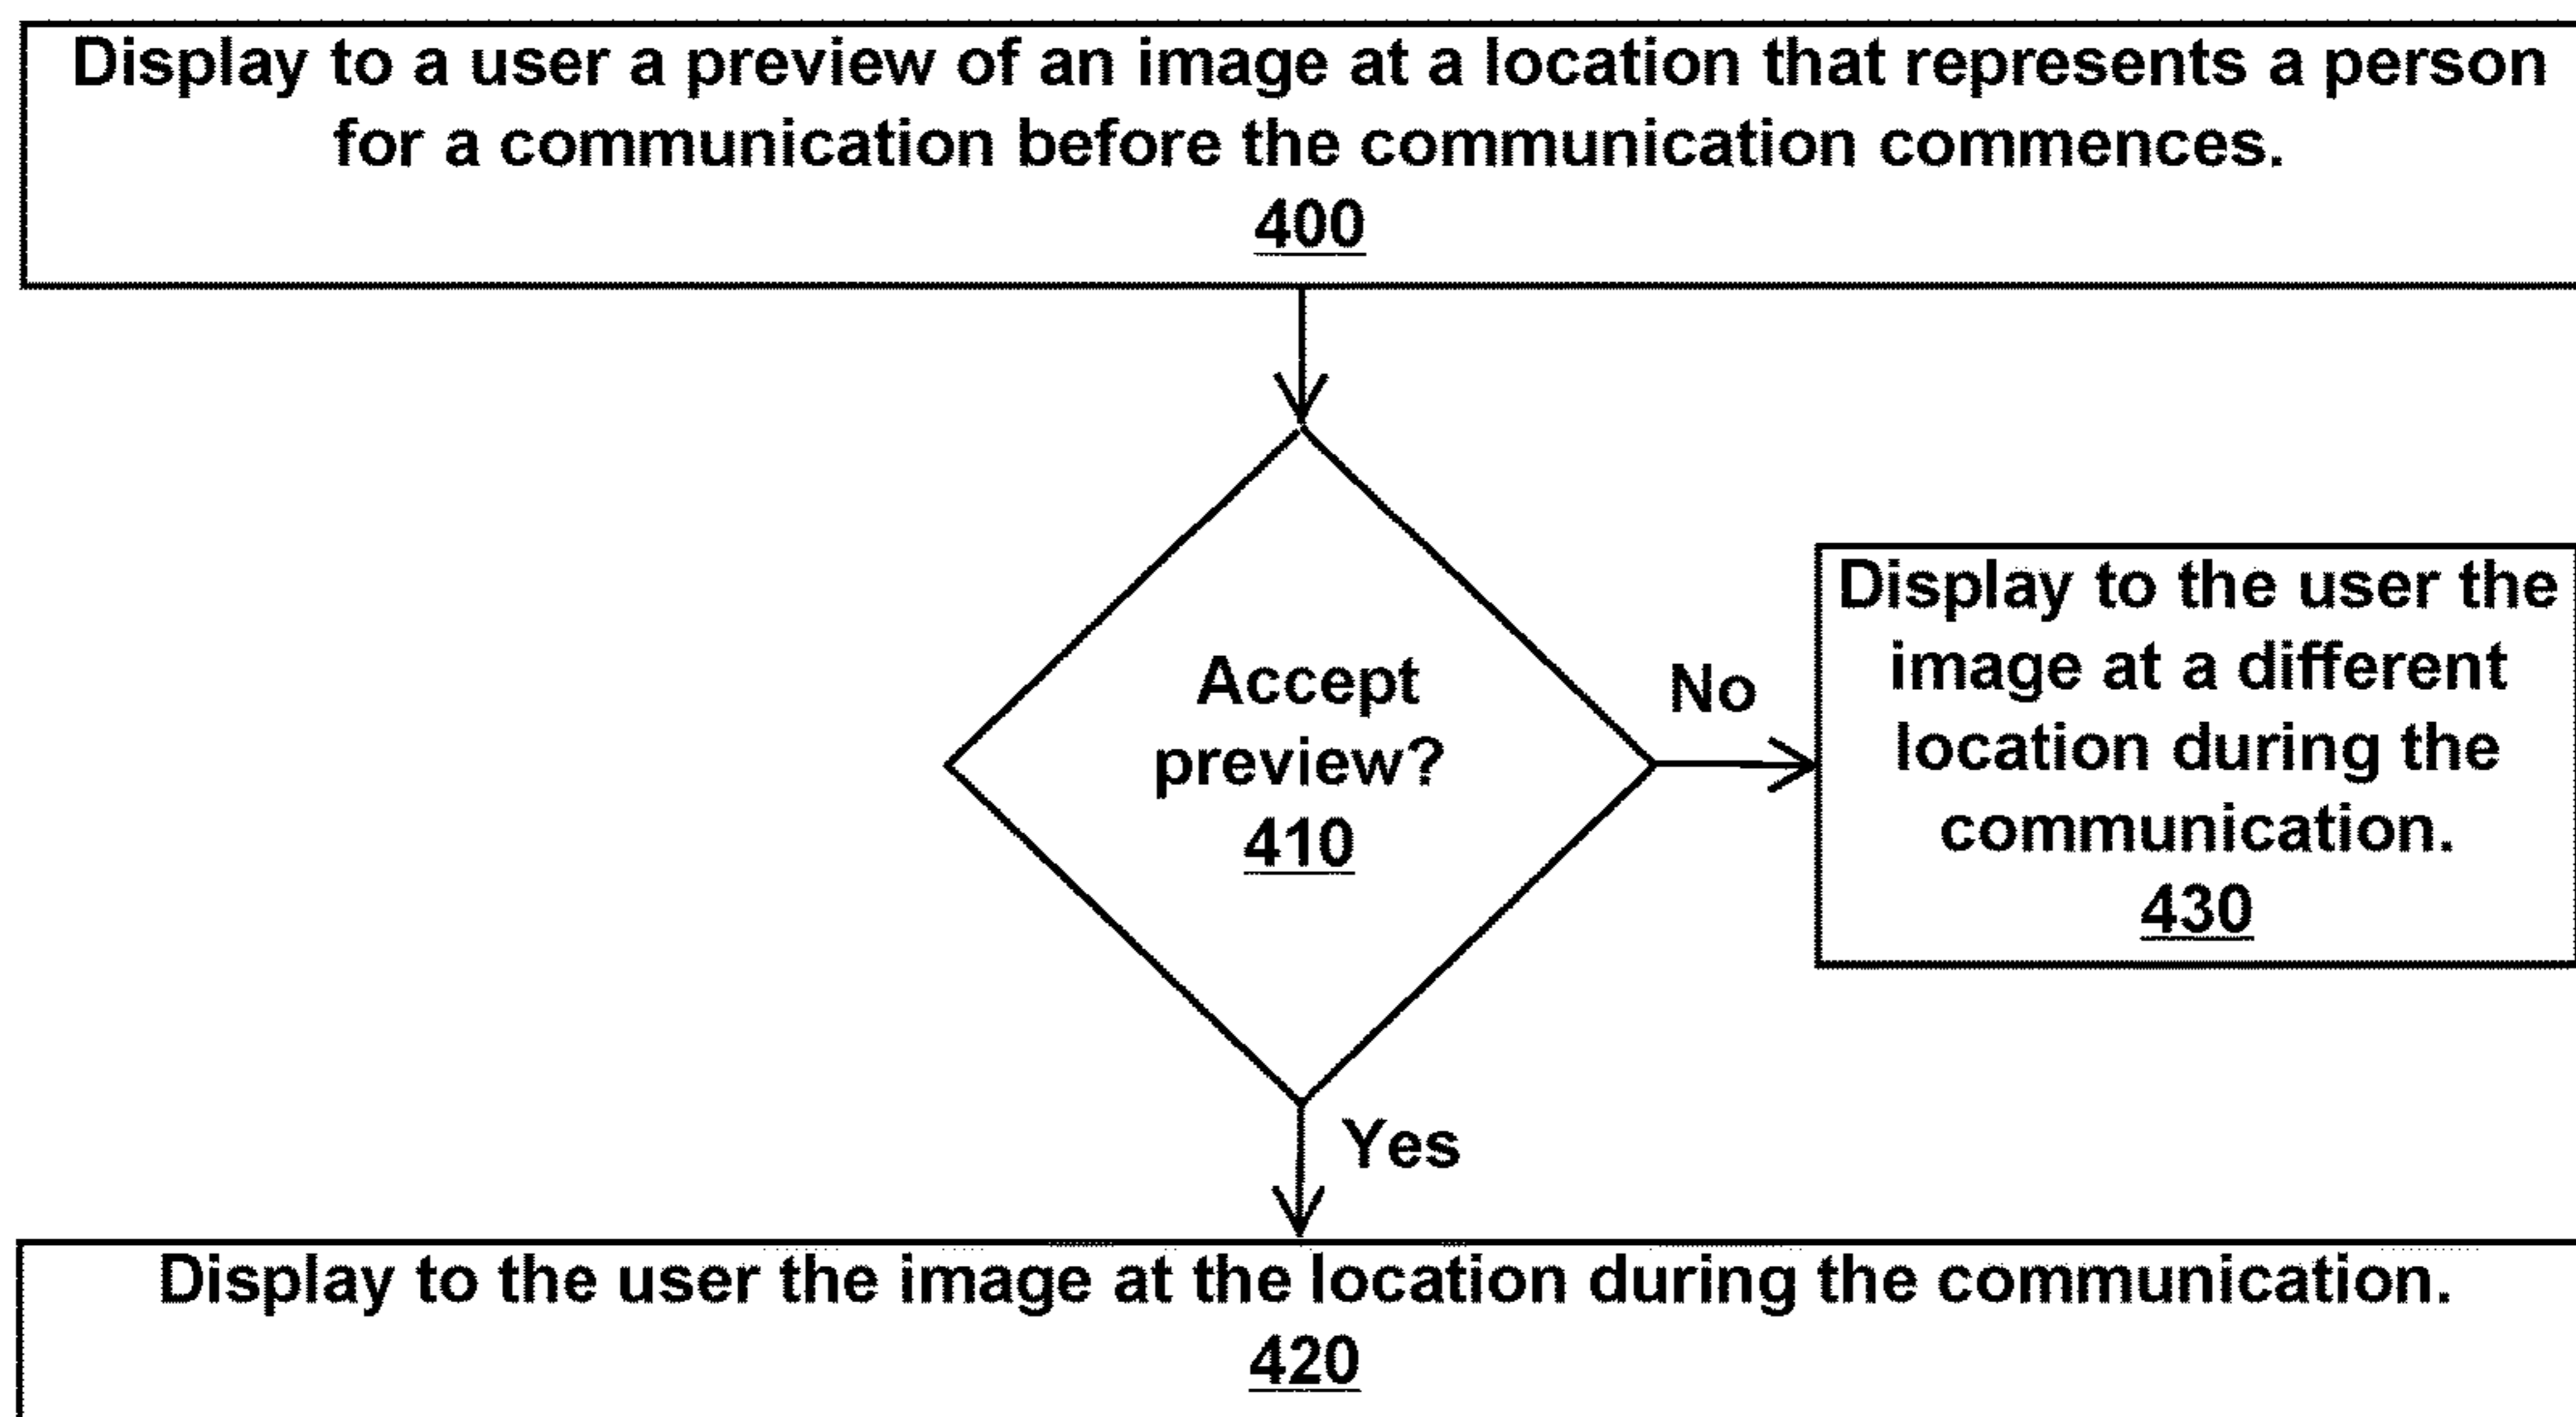 Display to a user a preview of an image at a location that represents a person
for a communication before the communication commences.
400
Accept
preview?
410
No
Display to the user the
image at a different
location during the
communication.
430
Yes
Display to the user the image at the location during the communication.
420